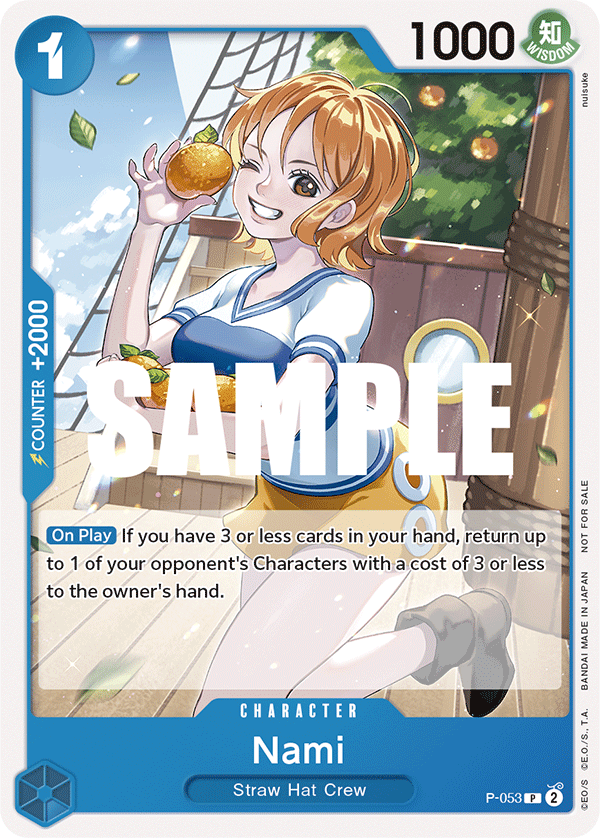 1
1000
知
WISDOM
nuisuke
COUNTER +2000
SAMPLE
On Play If you have 3 or less cards in your hand, return up
to 1 of your opponent's Characters with a cost of 3 or less
to the owner's hand.
CHARACTER
Nami
Straw Hat Crew
P-053 P 2
©EO/S ©E.O./S., T.A. BANDAI MADE IN JAPAN NOT FOR SALE